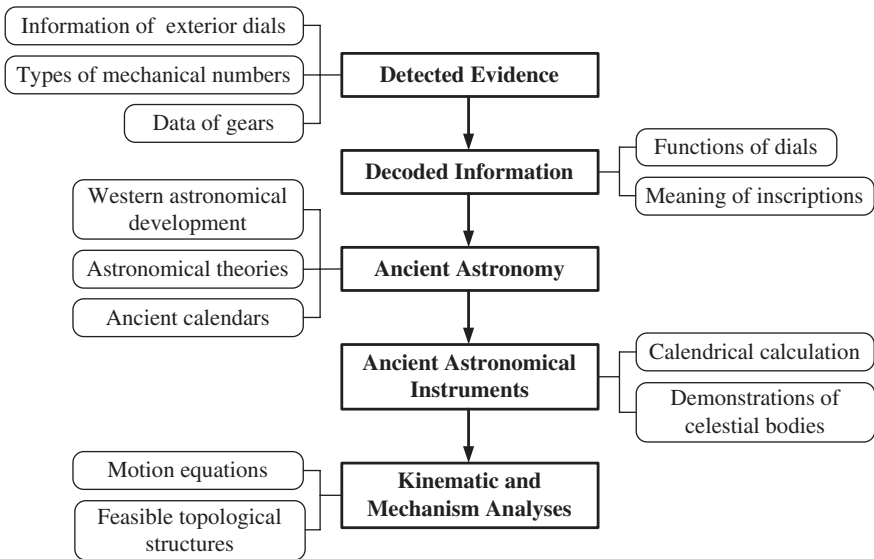 Information of exterior dials
Types of mechanical numbers
Data of gears
Detected Evidence
Decoded Information
Functions of dials
Meaning of inscriptions
Western astronomical
development
Astronomical theories
Ancient calendars
Ancient Astronomy
Ancient Astronomical
Instruments
Calendrical calculation
Demonstrations of
celestial bodies
Motion equations
Feasible topological
structures
Kinematic and
Mechanism Analyses